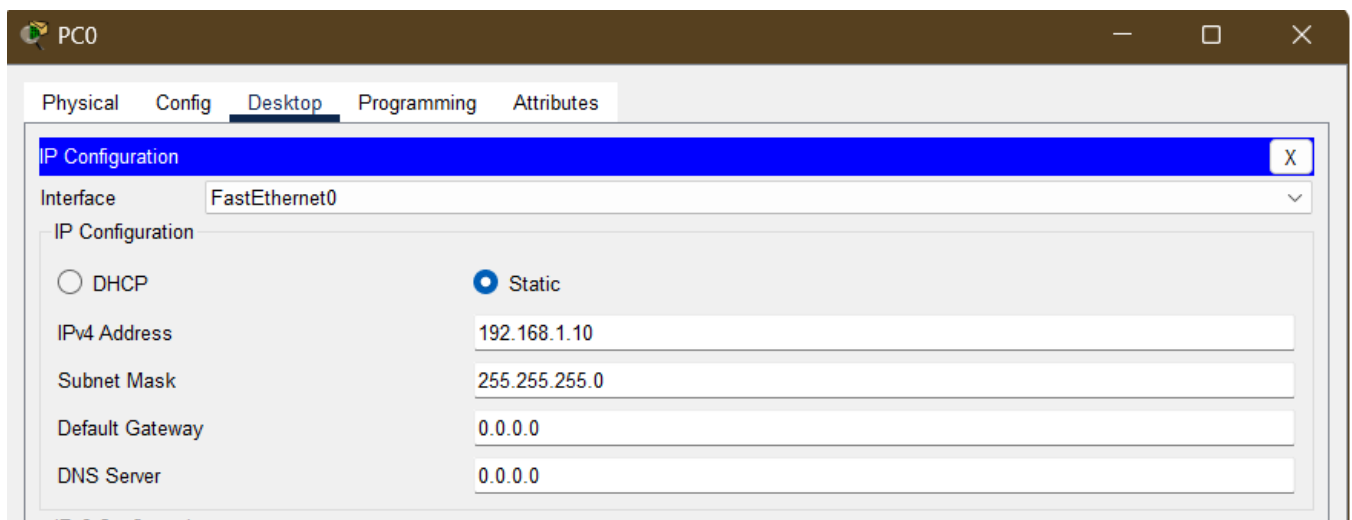 PC0
Physical Config Desktop Programming Attributes
IP Configuration X
Interface FastEthernet0
IP Configuration
DHCP Static
IPv4 Address 192.168.1.10
Subnet Mask 255.255.255.0
Default Gateway 0.0.0.0
DNS Server 0.0.0.0